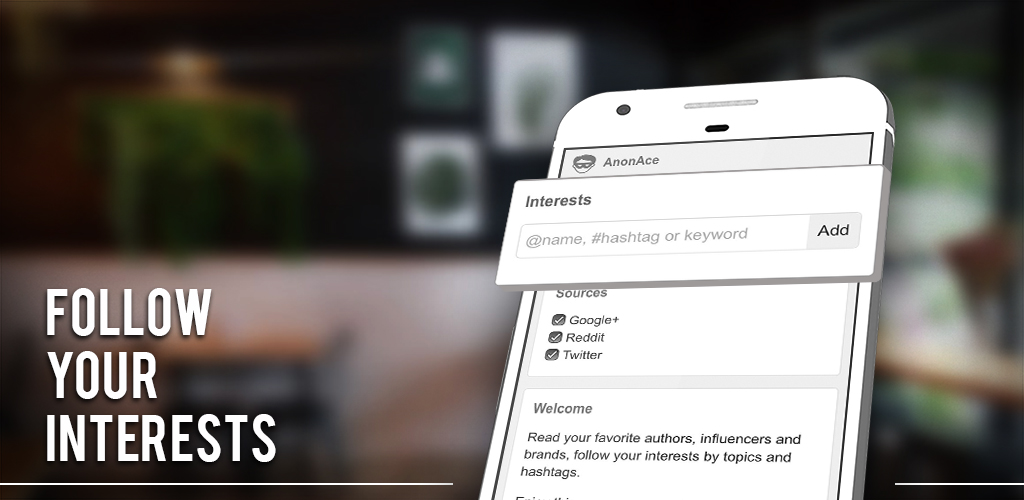 FOLLOW
YOUR
INTERESTS
AnonAce
Interests
@name, #hashtag or keyword
Add
Sources
Google+
Reddit
Twitter
Welcome
Read your favorite authors, influencers and
brands, follow your interests by topics and
hashtags.